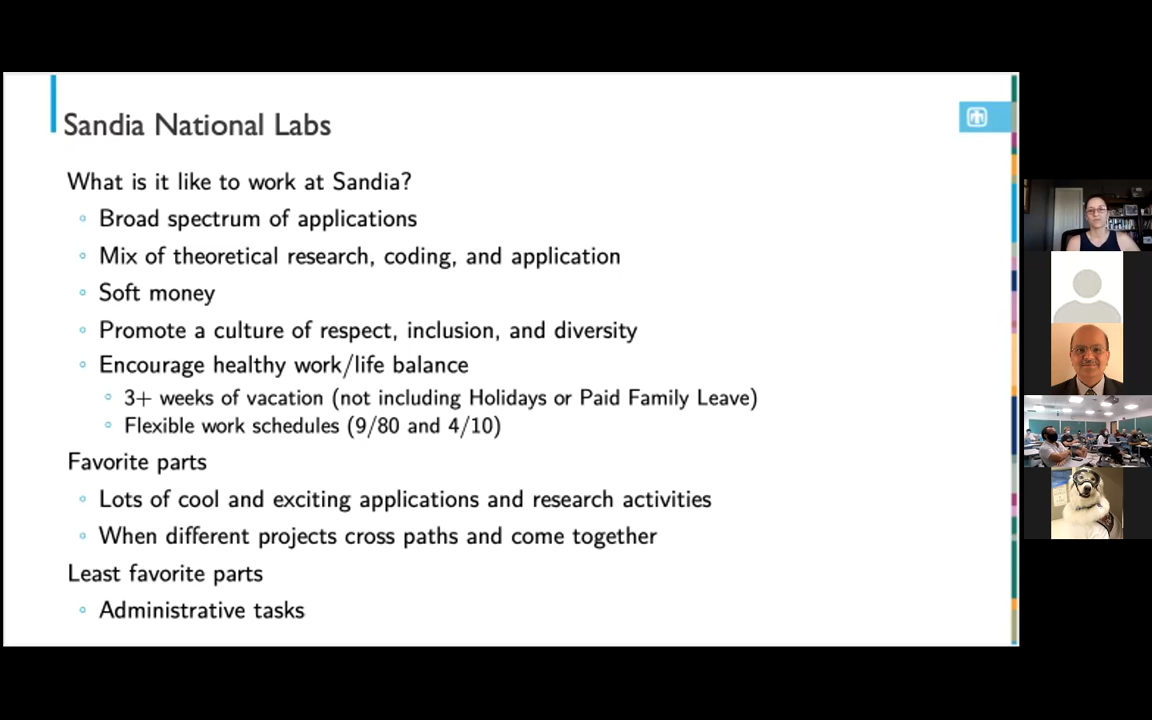 Sandia National Labs
What is it like to work at Sandia?
Broad spectrum of applications
Mix of theoretical research, coding, and application
Soft money
Promote a culture of respect, inclusion, and diversity
Encourage healthy work/life balance
3+ weeks of vacation (not including Holidays or Paid Family Leave)
Flexible work schedules (9/80 and 4/10)
Favorite parts
Lots of cool and exciting applications and research activities
When different projects cross paths and come together
Least favorite parts
Administrative tasks